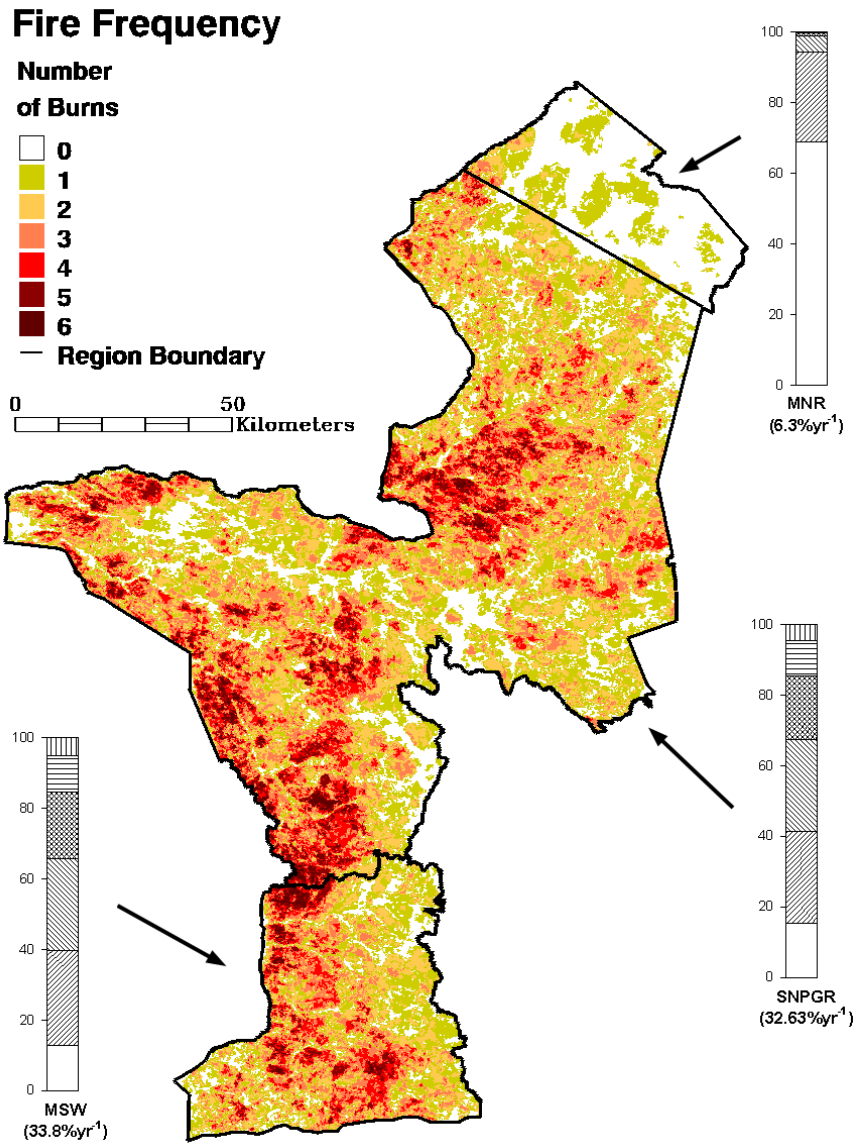 Fire Frequency
Number
of Burns
0
1
2
3
4
5
6
Region Boundary
0 50
Kilometers
100
80
60
40
20
0
MNR
(6.3%yr-1)
100
80
60
40
20
0
SNPGR
(32.63%yr-1)
100
80
60
40
20
0
MSW
(33.8%yr-1)